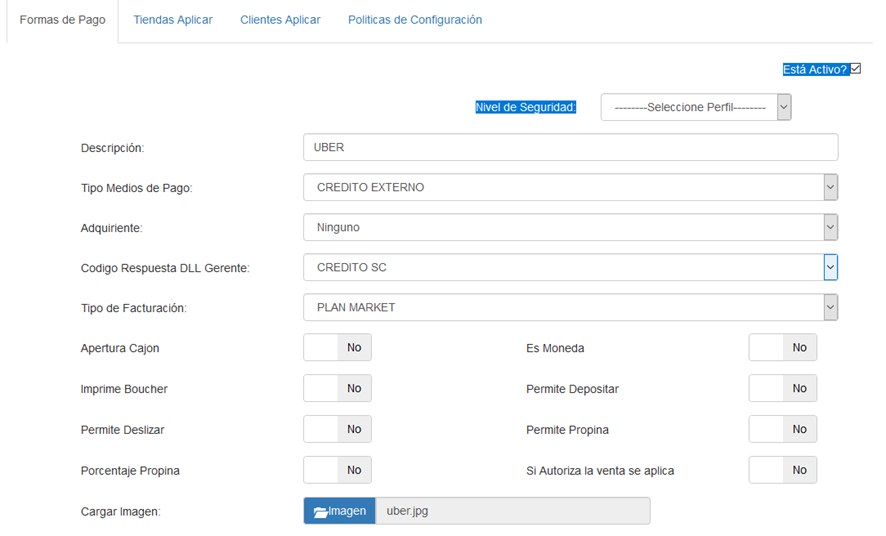 Formas de Pago Tiendas Aplicar Clientes Aplicar Politicas de Configuración
Está Activo?
Nivel de Seguridad: --------Seleccione Perfil--------
Descripción: UBER
Tipo Medios de Pago: CREDITO EXTERNO
Adquiriente: Ninguno
Codigo Respuesta DLL Gerente: CREDITO SC
Tipo de Facturación: PLAN MARKET
Apertura Cajon No Es Moneda No
Imprime Boucher No Permite Depositar No
Permite Deslizar No Permite Propina No
Porcentaje Propina No Si Autoriza la venta se aplica No
Cargar Imagen: Imagen uber.jpg